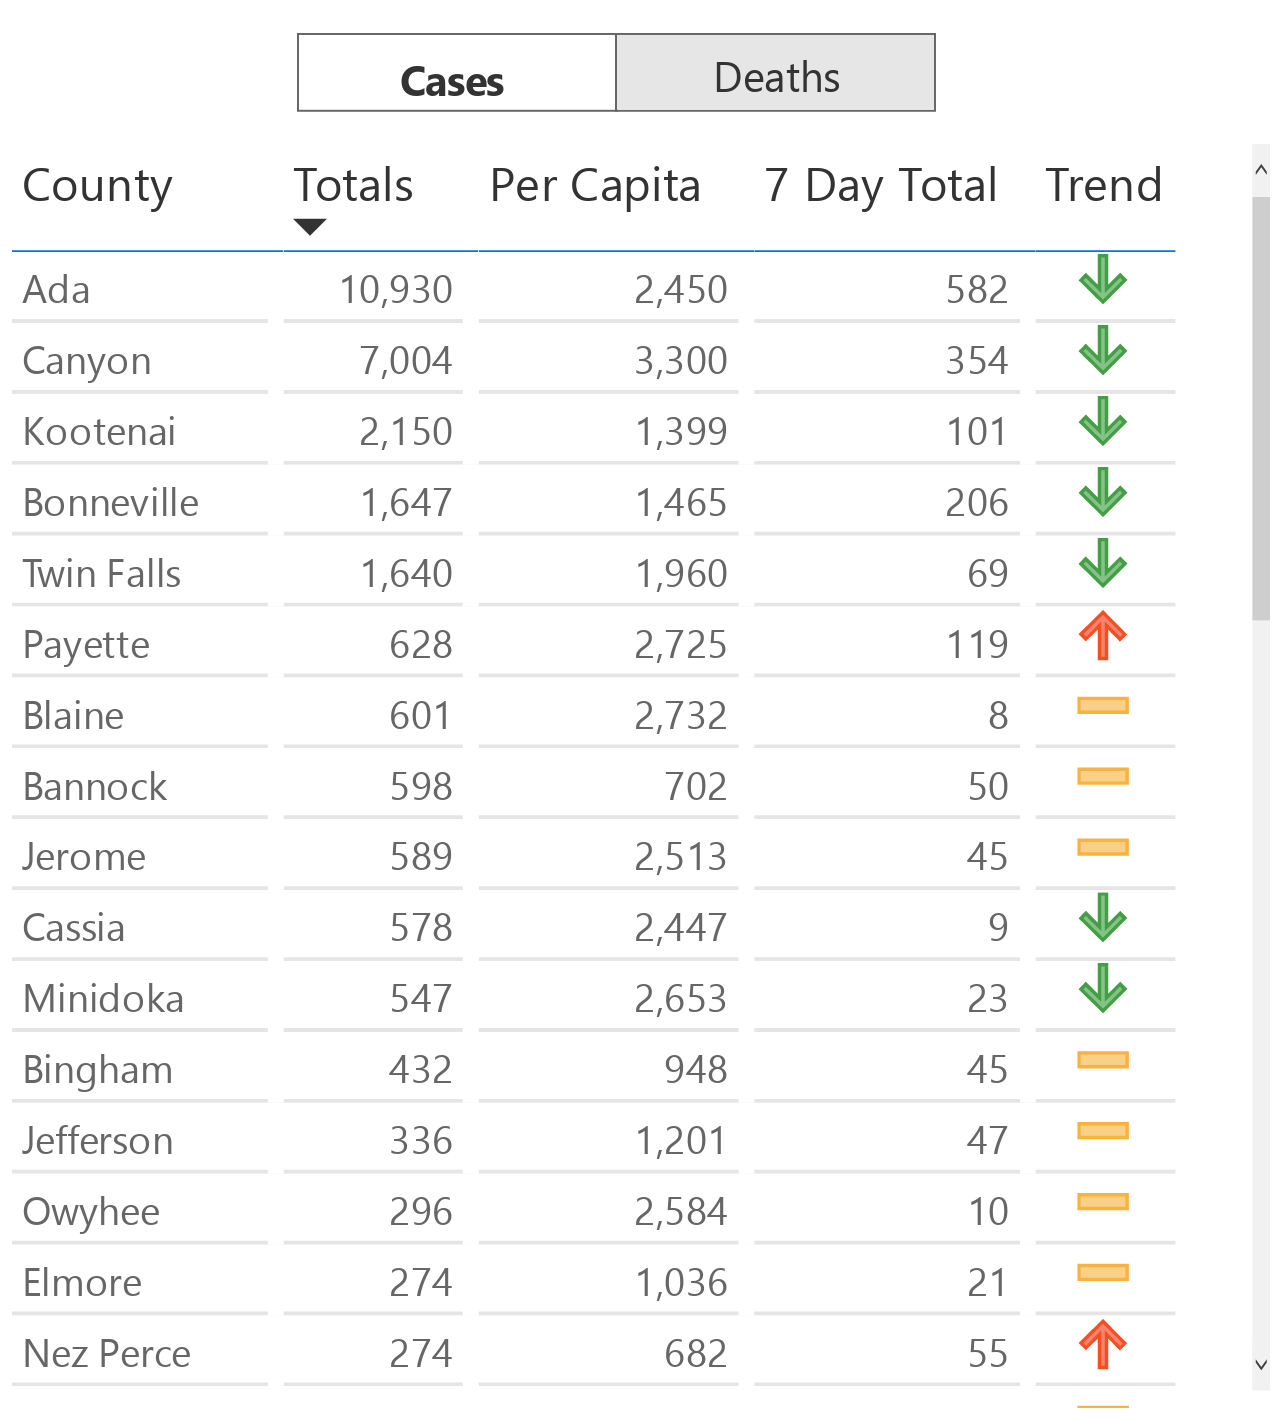 Cases Deaths
County Totals Per Capita 7 Day Total Trend
Ada 10,930 2,450 582
Canyon 7,004 3,300 354
Kootenai 2,150 1,399 101
Bonneville 1,647 1,465 206
Twin Falls 1,640 1,960 69
Payette 628 2,725 119
Blaine 601 2,732 8
Bannock 598 702 50
Jerome 589 2,513 45
Cassia 578 2,447 9
Minidoka 547 2,653 23
Bingham 432 948 45
Jefferson 336 1,201 47
Owyhee 296 2,584 10
Elmore 274 1,036 21
Nez Perce 274 682 55